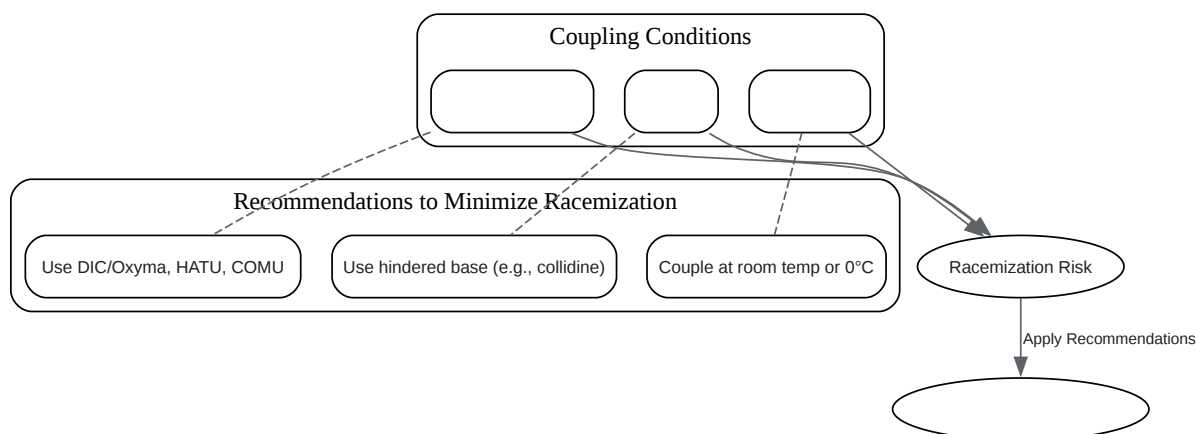 Coupling Conditions
Recommendations to Minimize Racemization
Use DIC/Oxyma, HATU, COMU
Use hindered base (e.g., collidine)
Couple at room temp or 0°C
Racemization Risk
Apply Recommendations